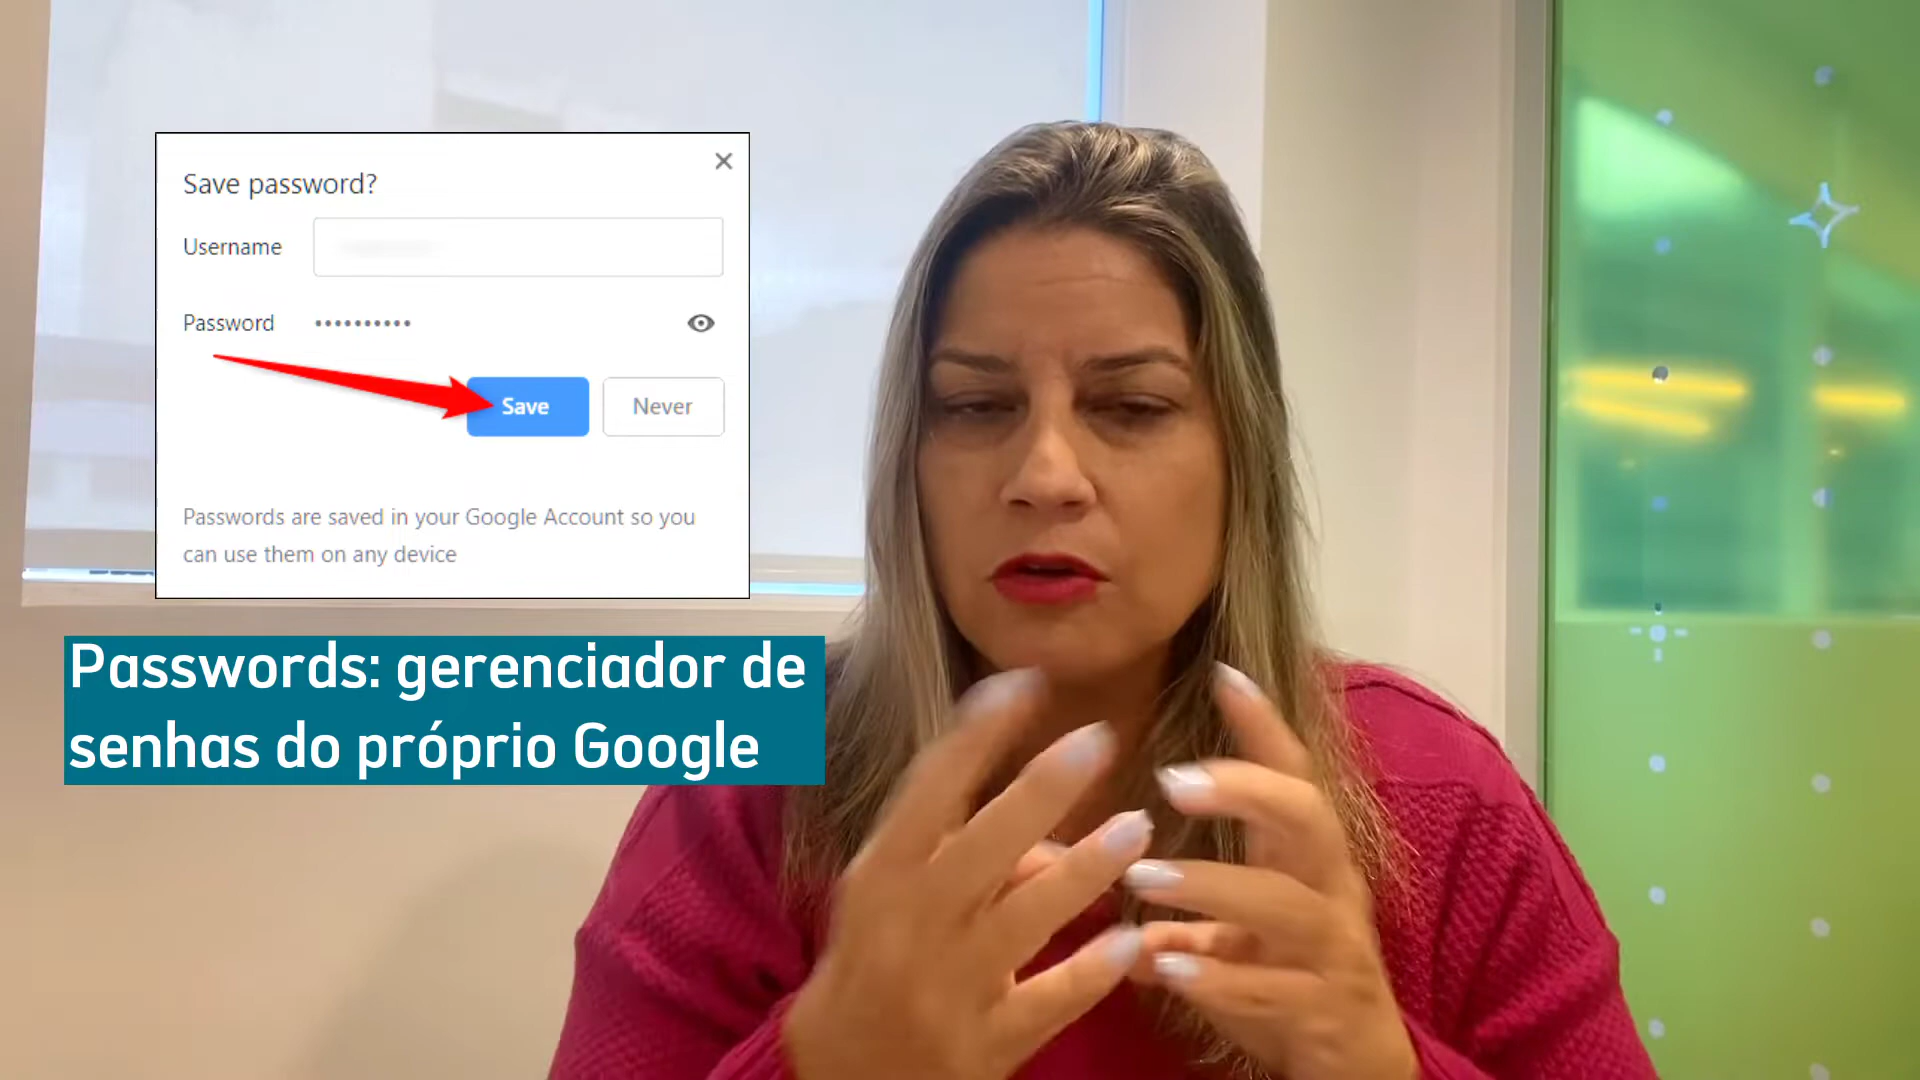 Save password?
Username
Password
Save
Never
Passwords are saved in your Google Account so you
can use them on any device
Passwords: gerenciador de
senhas do próprio Google